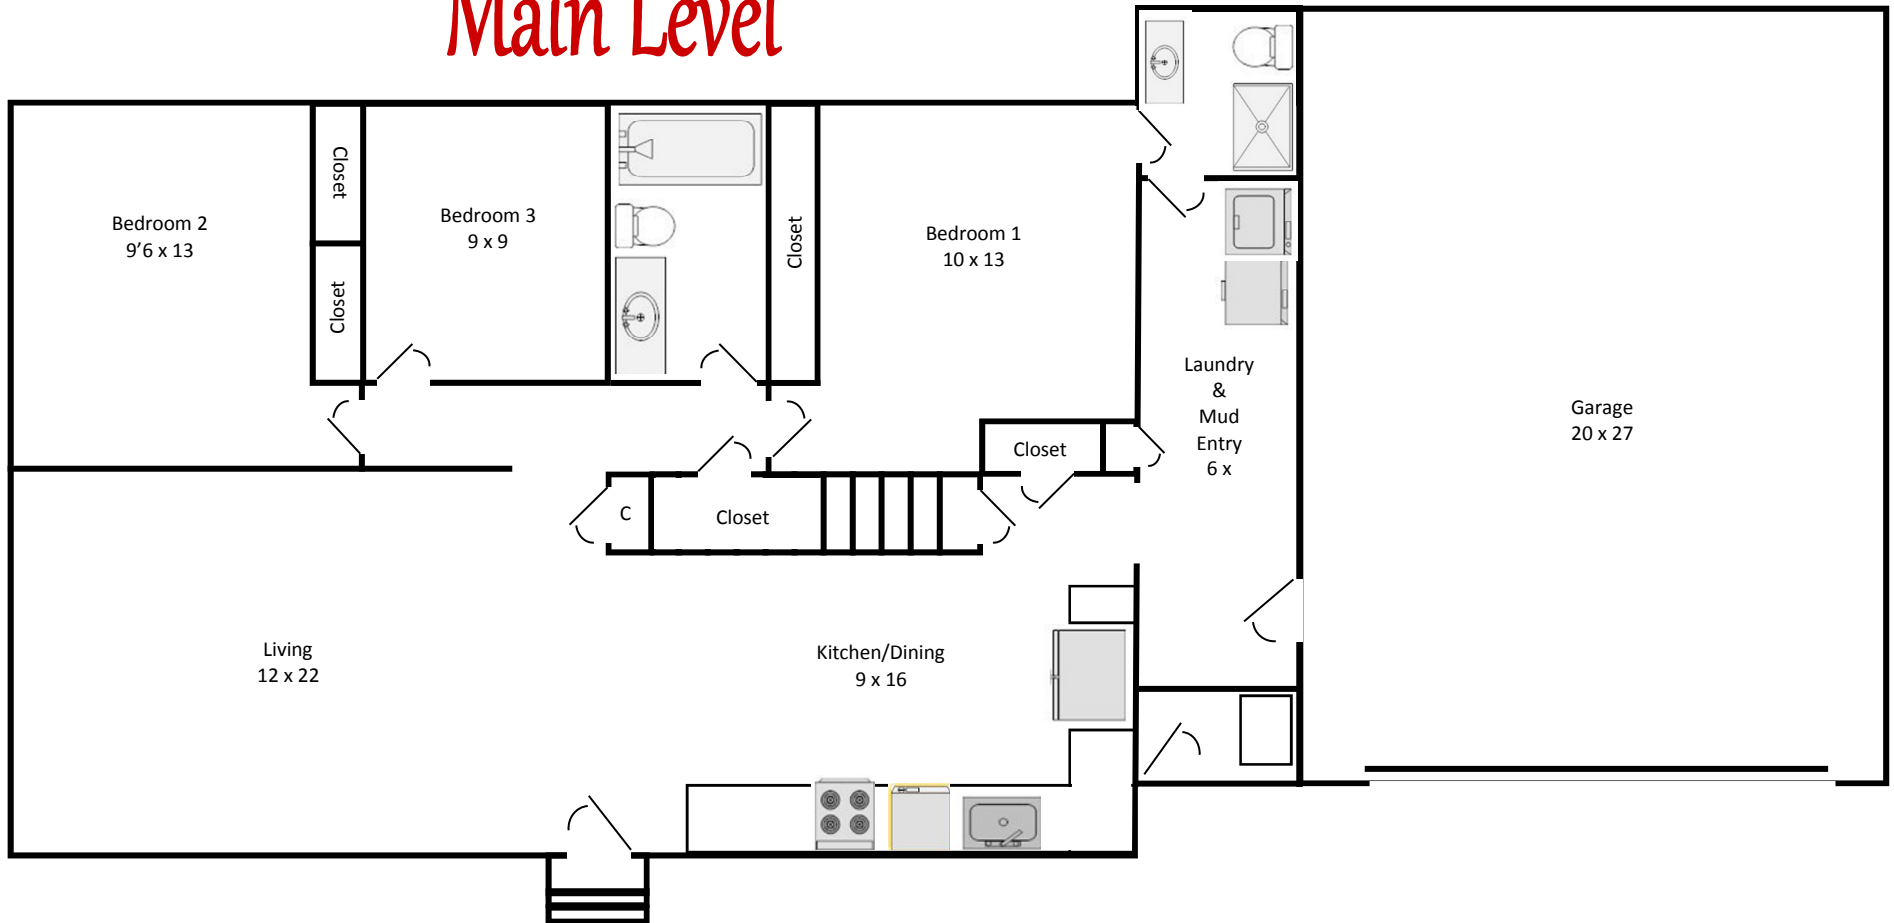 Main Level
Bedroom 2
9'6 x 13
Closet
Closet
Bedroom 3
9 x 9
Closet
Bedroom 1
10 x 13
Laundry
&
Mud
Entry
6 x
Garage
20 x 27
Closet
C
Closet
Living
12 x 22
Kitchen/Dining
9 x 16